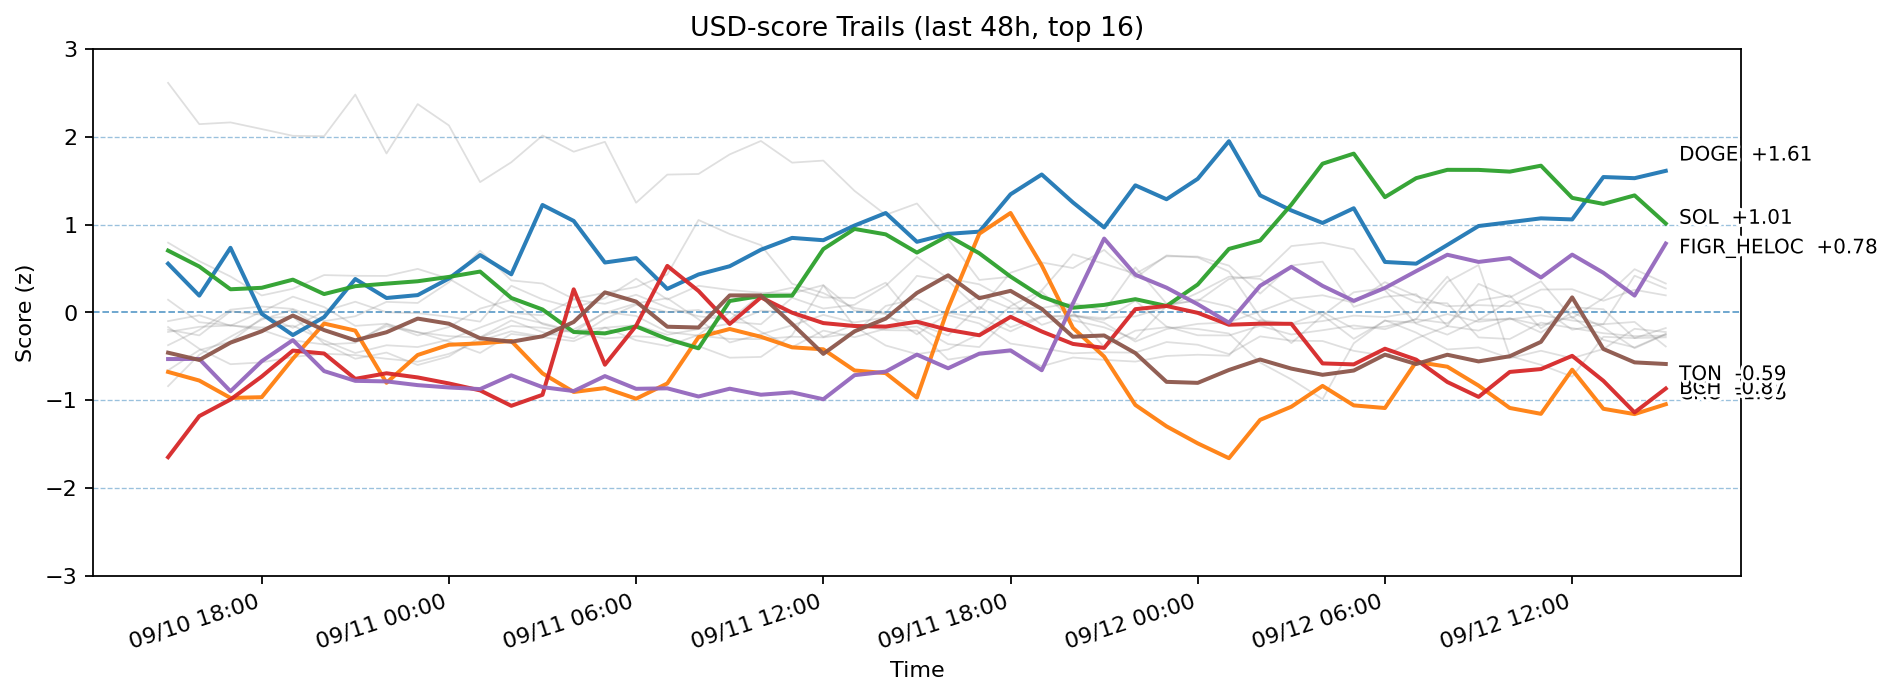 USD-score Trails (last 48h, top 16)
3
2
1
0
−1
−2
−3
Score (z)
DOGE +1.61
SOL +1.01
FIGR_HELOC +0.78
TON -0.59
BCH -0.87
09/10 18:00
09/11 00:00
09/11 06:00
09/11 12:00
09/11 18:00
09/12 00:00
09/12 06:00
09/12 12:00
Time